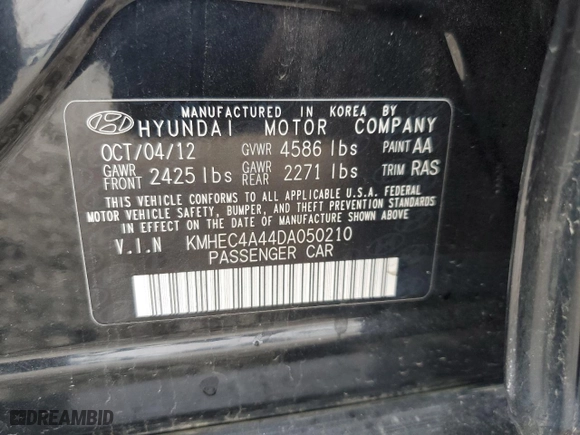 MANUFACTURED IN KOREA BY
HYUNDAI MOTOR COMPANY
OCT/04/12 GVWR 4586 lbs PAINT AA
GAWR FRONT 2425 lbs GAWR REAR 2271 lbs TRIM RAS
THIS VEHICLE CONFORMS TO ALL APPLICABLE U.S.A. FEDERAL
MOTOR VEHICLE SAFETY, BUMPER, AND THEFT PREVENTION STANDARDS
IN EFFECT ON THE DATE OF MANUFACTURE SHOWN ABOVE.
V.I.N KMHEC4A44DA050210
PASSENGER CAR
DREAMBID